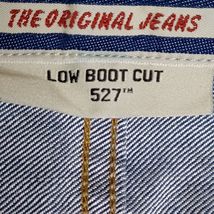 THE ORIGINAL JEANS
LOW BOOT CUT
527™